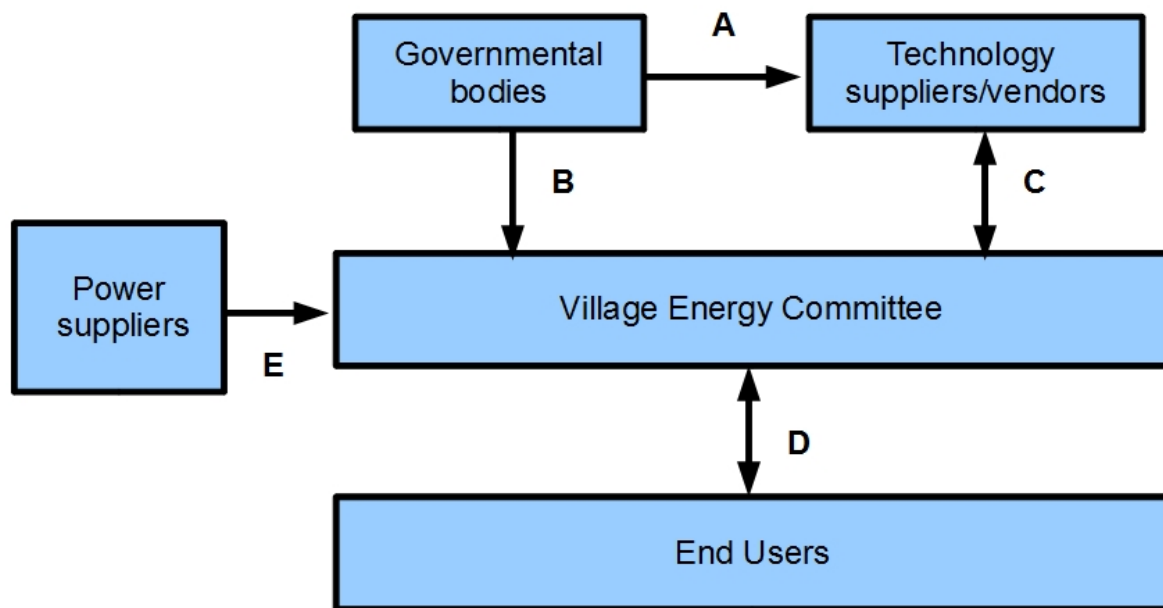 A
Governmental
bodies
Technology
suppliers/vendors
B
C
Power
suppliers
Village Energy Committee
E
D
End Users